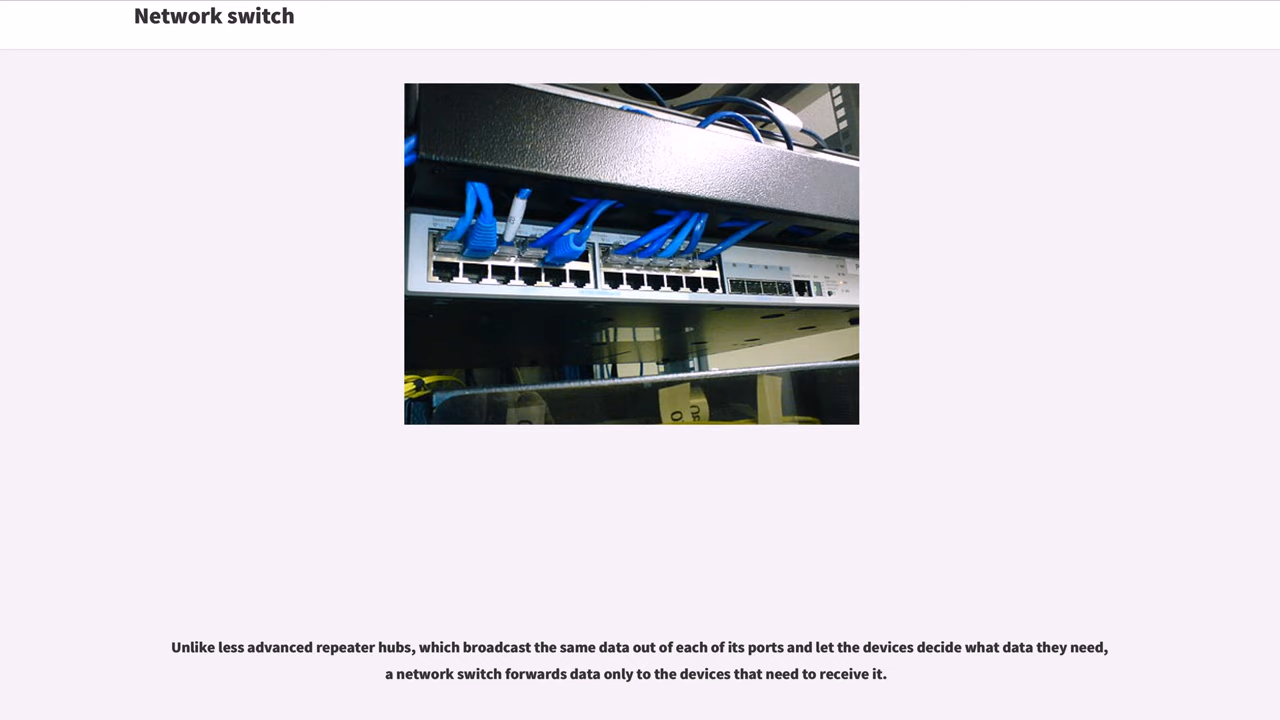 Network switch
Unlike less advanced repeater hubs, which broadcast the same data out of each of its ports and let the devices decide what data they need,
a network switch forwards data only to the devices that need to receive it.